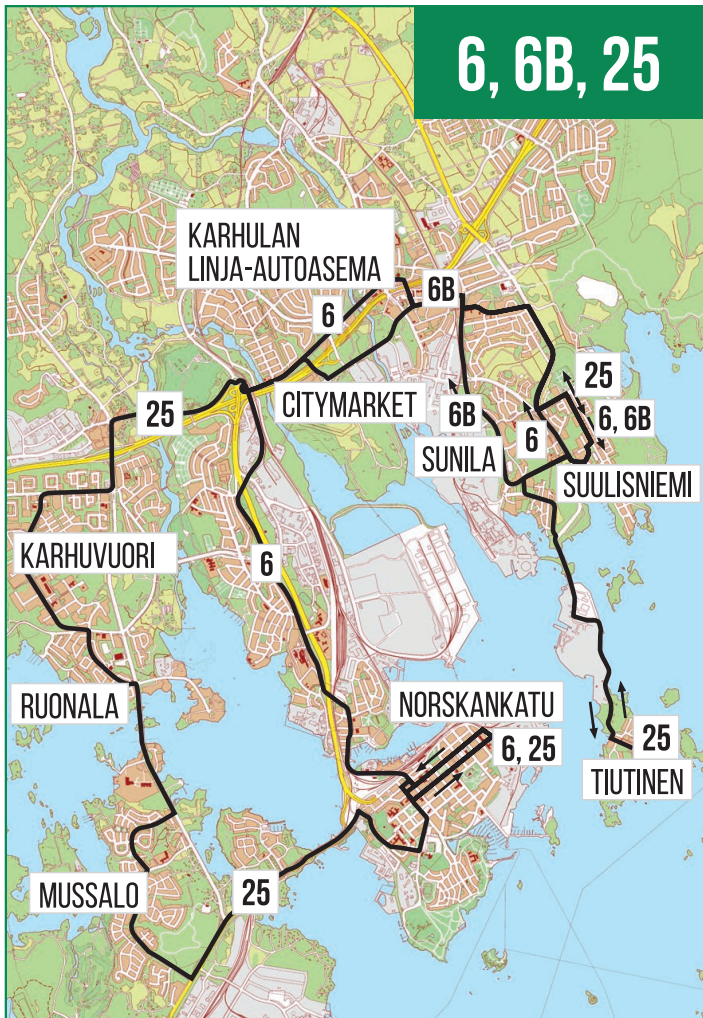 6, 6B, 25
KARHULAN
LINJA-AUTOASEMA
6B
6
25
CITYMARKET
25
6B
6
6, 6B
SUNILA
SUULISNIEMI
KARHUVUORI
6
RUONALA
NORSKANKATU
6, 25
25
TIUTINEN
MUSSALO
25